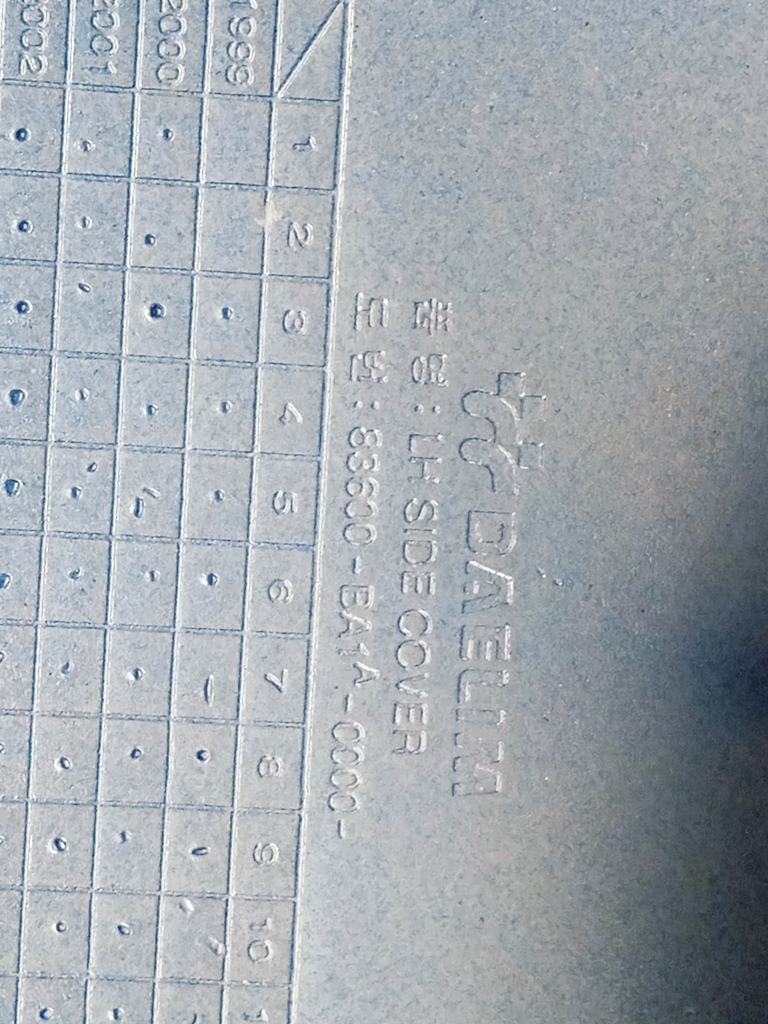 DAELIM
품 명 : LH SIDE COVER
도 번 : 83600-BA1A-0000-
1 2 3 4 5 6 7 8 9 10
1999
2000
2001
2002